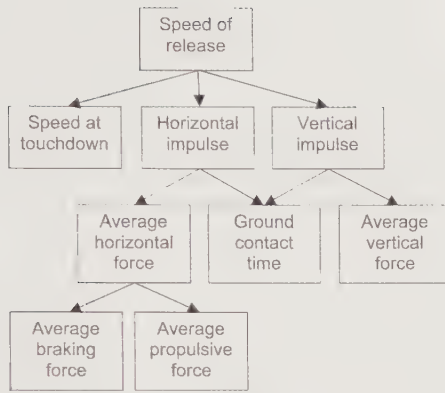 Speed of
release
Speed at
touchdown
Horizontal
impulse
Vertical
impulse
Average
horizontal
force
Ground
contact
time
Average
vertical
force
Average
braking
force
Average
propulsive
force